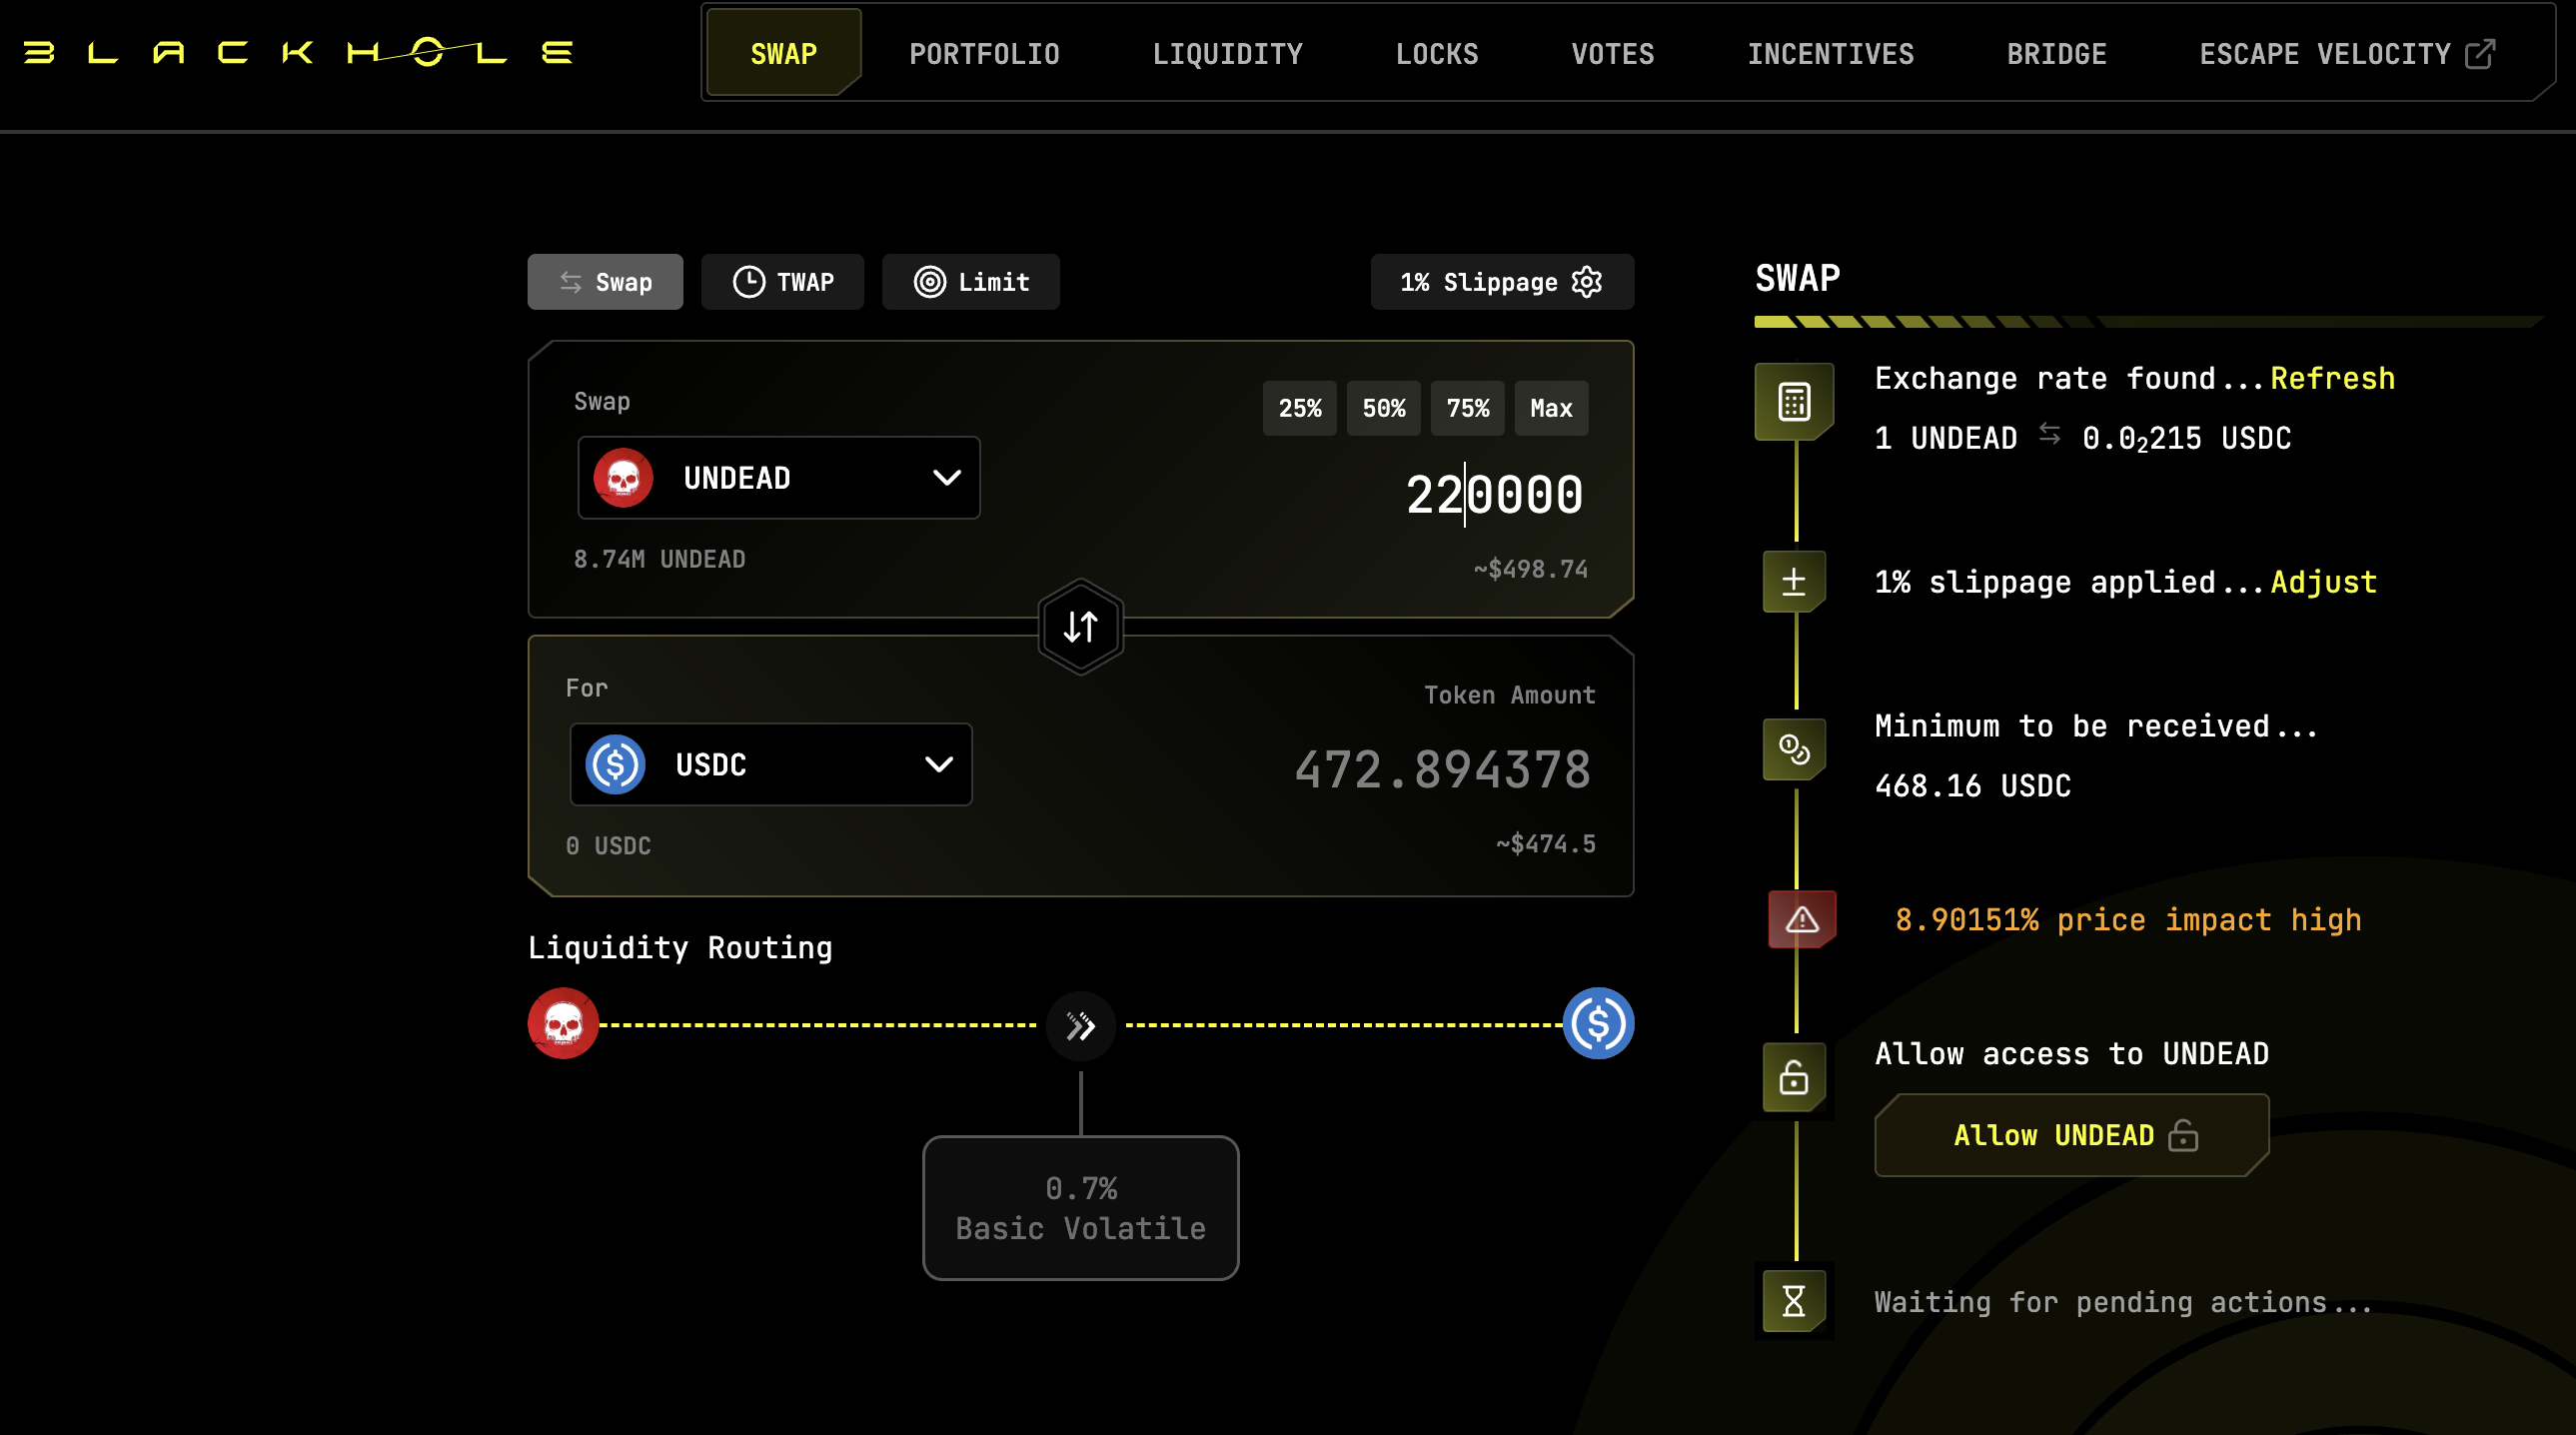 BLACKHOLE
SWAP PORTFOLIO LIQUIDITY LOCKS VOTES INCENTIVES BRIDGE ESCAPE VELOCITY
Swap TWAP Limit 1% Slippage
Swap
25% 50% 75% Max
UNDEAD
220000
8.74M UNDEAD
~$498.74
For
Token Amount
USDC
472.894378
0 USDC
~$474.5
Liquidity Routing
0.7%
Basic Volatile
SWAP
Exchange rate found...Refresh
1 UNDEAD ⇆ 0.0₂215 USDC
1% slippage applied...Adjust
Minimum to be received...
468.16 USDC
8.90151% price impact high
Allow access to UNDEAD
Allow UNDEAD
Waiting for pending actions...